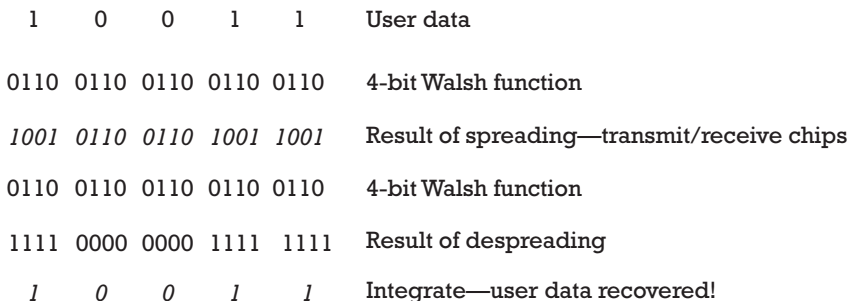 1 0 0 1 1 User data
0110 0110 0110 0110 0110 4-bit Walsh function
1001 0110 0110 1001 1001 Result of spreading—transmit/receive chips
0110 0110 0110 0110 0110 4-bit Walsh function
1111 0000 0000 1111 1111 Result of despreading
1 0 0 1 1 Integrate—user data recovered!